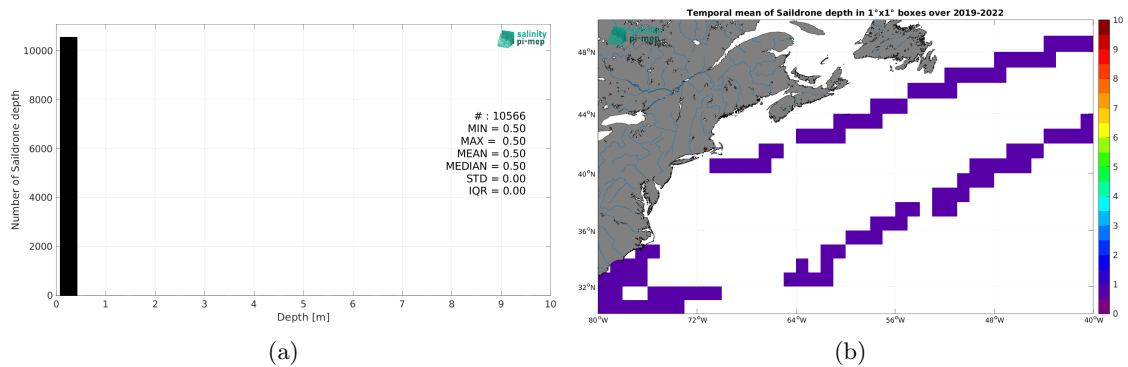 salinity
pi-mep
10000
8000
6000
4000
2000
0
Number of Saildrone depth
# : 10566
MIN = 0.50
MAX = 0.50
MEAN = 0.50
MEDIAN = 0.50
STD = 0.00
IQR = 0.00
0 1 2 3 4 5 6 7 8 9 10
Depth [m]
(a)
Temporal mean of Saildrone depth in 1°x1° boxes over 2019-2022
salinity
pi-mep
48°N
44°N
40°N
36°N
32°N
80°W 72°W 64°W 56°W 48°W 40°W
10
9
8
7
6
5
4
3
2
1
0
(b)